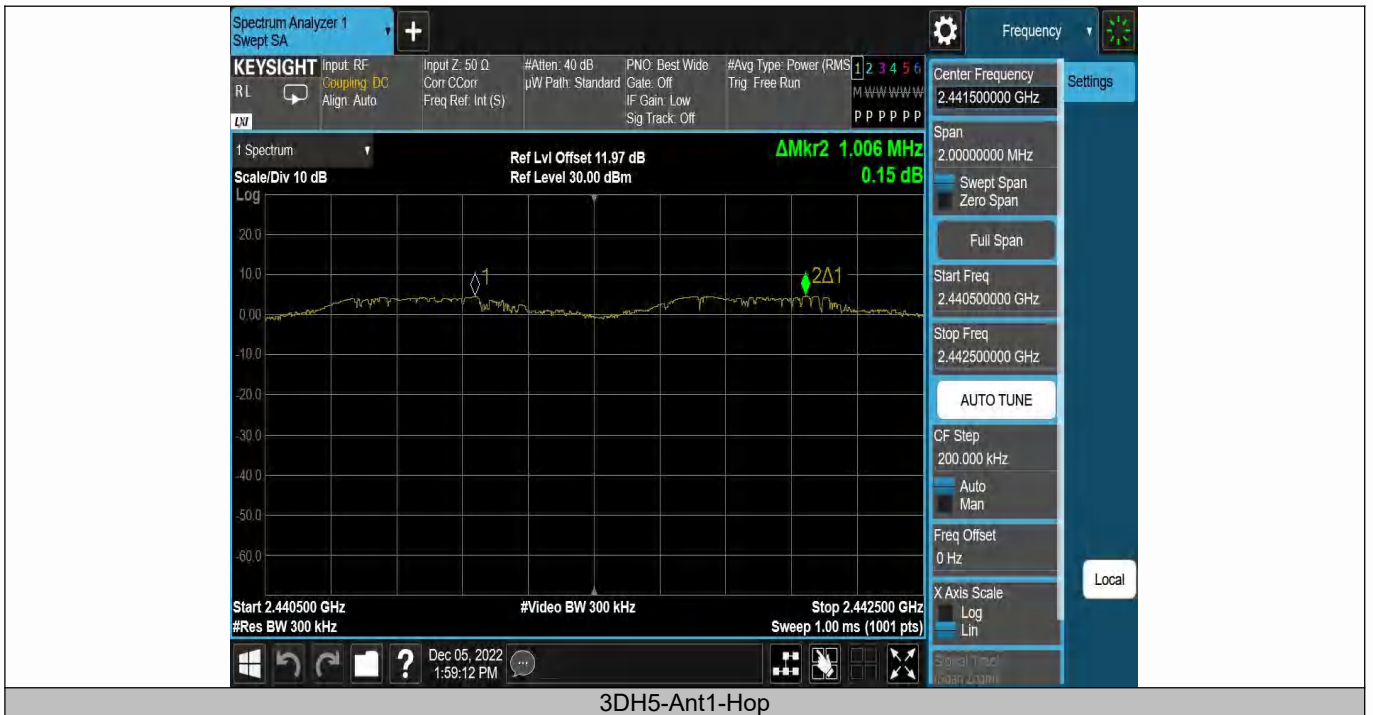 Spectrum Analyzer 1
Swept SA
+
Frequency
KEYSIGHT
RL
LXI
Input: RF
Coupling: DC
Align: Auto
Input Z: 50 Ω
Corr CCorr
Freq Ref: Int (S)
#Atten: 40 dB
µW Path: Standard
PNO: Best Wide
Gate: Off
IF Gain: Low
Sig Track: Off
#Avg Type: Power (RMS
Trig: Free Run
1 2 3 4 5 6
M W W W W W
P P P P P P
1 Spectrum
Scale/Div 10 dB
Log
Ref Lvl Offset 11.97 dB
Ref Level 30.00 dBm
ΔMkr2 1.006 MHz
0.15 dB
20.0
10.0
0.00
-10.0
-20.0
-30.0
-40.0
-50.0
-60.0
1
2Δ1
Start 2.440500 GHz
#Res BW 300 kHz
#Video BW 300 kHz
Stop 2.442500 GHz
Sweep 1.00 ms (1001 pts)
Center Frequency
2.441500000 GHz
Settings
Span
2.00000000 MHz
Swept Span
Zero Span
Full Span
Start Freq
2.440500000 GHz
Stop Freq
2.442500000 GHz
AUTO TUNE
CF Step
200.000 kHz
Auto
Man
Freq Offset
0 Hz
X Axis Scale
Log
Lin
Local
Signal Track
(Span Zoom)
?
Dec 05, 2022
1:59:12 PM
3DH5-Ant1-Hop